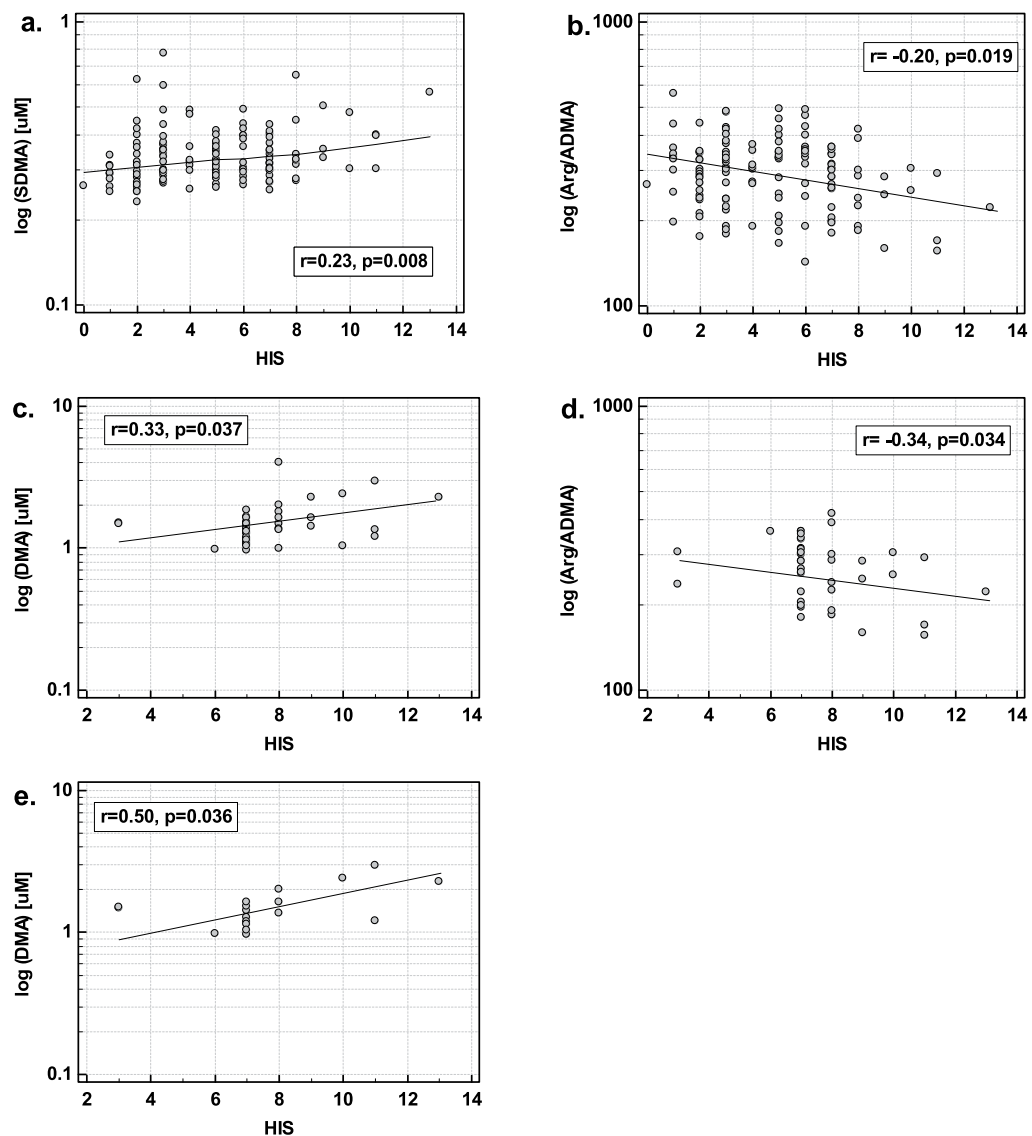 a.
1
log (SDMA) [uM]
r=0.23, p=0.008
0.1
0 2 4 6 8 10 12 14
HIS
b.
1000
r= -0.20, p=0.019
log (Arg/ADMA)
100
0 2 4 6 8 10 12 14
HIS
c.
10
r=0.33, p=0.037
log (DMA) [uM]
1
0.1
2 4 6 8 10 12 14
HIS
d.
1000
r= -0.34, p=0.034
log (Arg/ADMA)
100
2 4 6 8 10 12 14
HIS
e.
10
r=0.50, p=0.036
log (DMA) [uM]
1
0.1
2 4 6 8 10 12 14
HIS